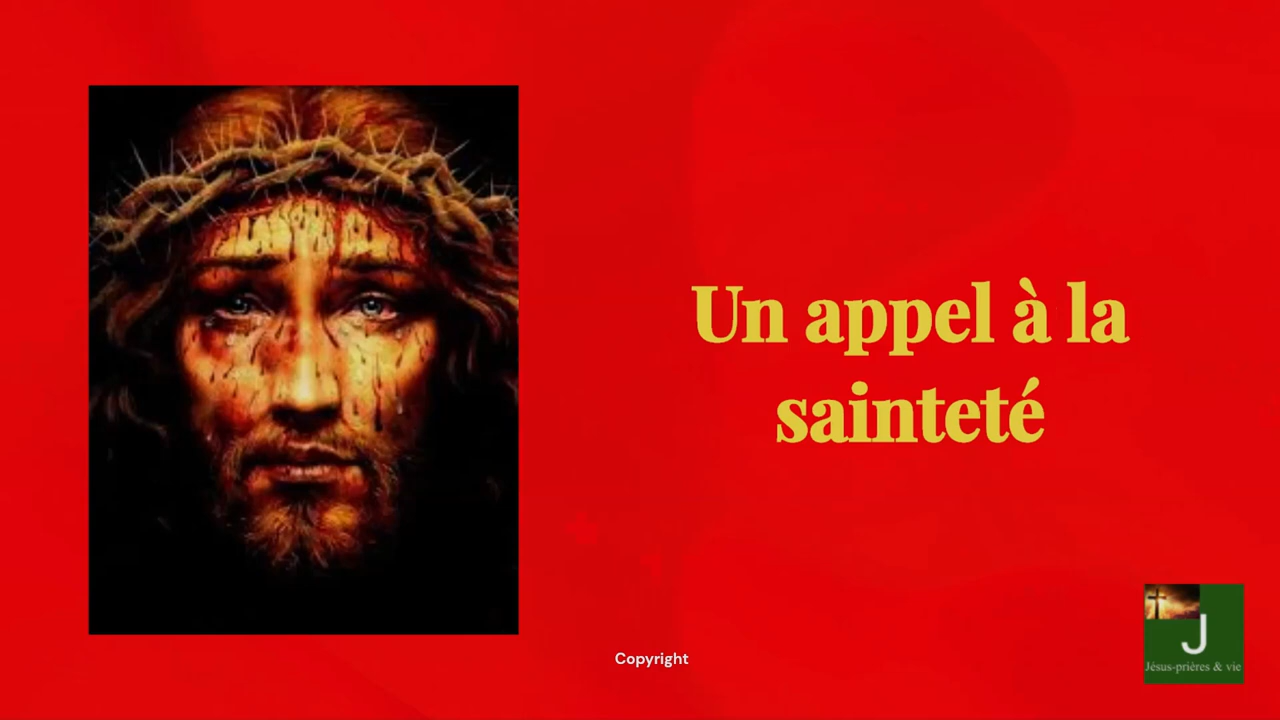 Un appel à la
sainteté
Copyright
J
Jésus-prières & vie